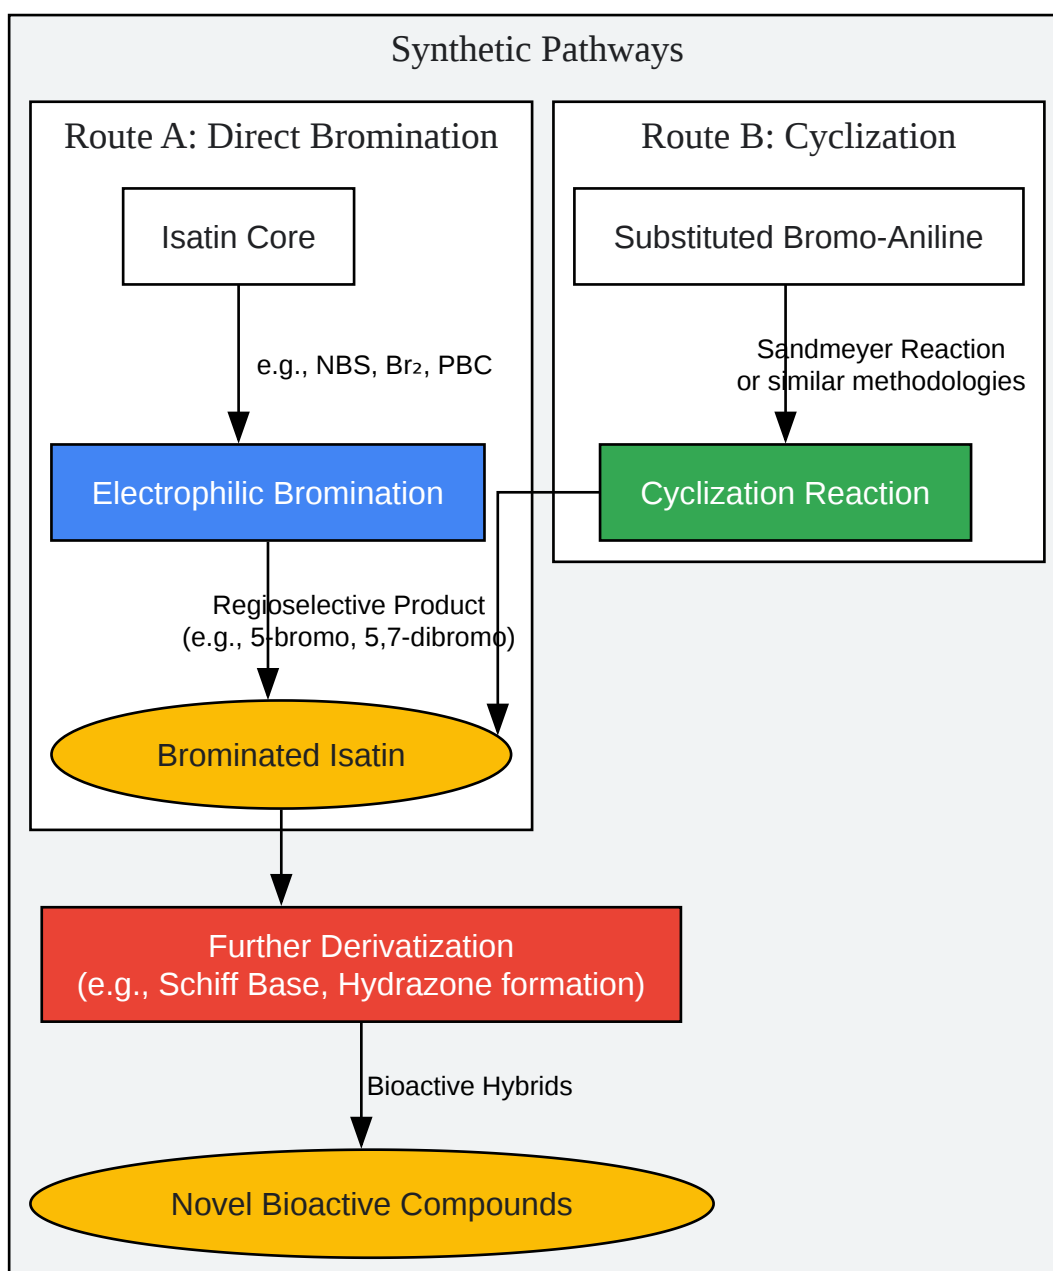 Synthetic Pathways
Route A: Direct Bromination
Isatin Core
e.g., NBS, Br₂, PBC
Electrophilic Bromination
Regioselective Product
(e.g., 5-bromo, 5,7-dibromo)
Brominated Isatin
Route B: Cyclization
Substituted Bromo-Aniline
Sandmeyer Reaction
or similar methodologies
Cyclization Reaction
Further Derivatization
(e.g., Schiff Base, Hydrazone formation)
Bioactive Hybrids
Novel Bioactive Compounds